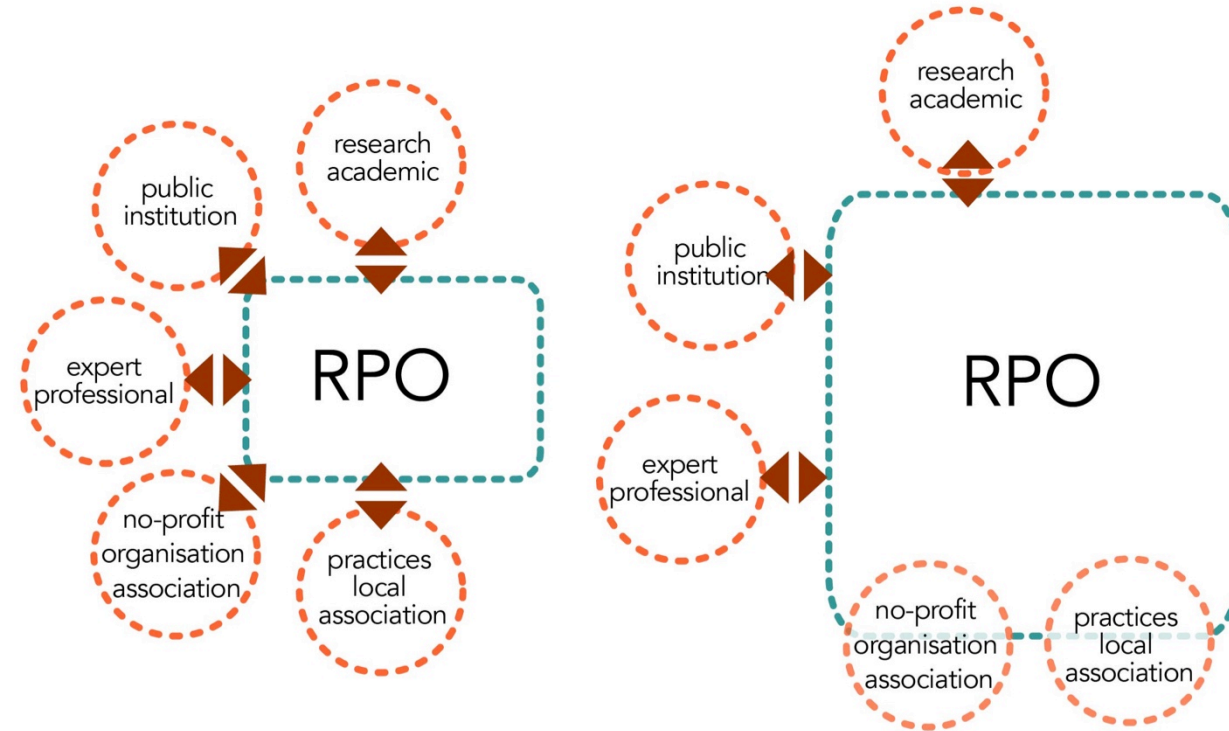 research
academic
public
institution
expert
professional
RPO
no-profit
organisation
association
practices
local
association
research
academic
public
institution
expert
professional
RPO
no-profit
organisation
association
practices
local
association